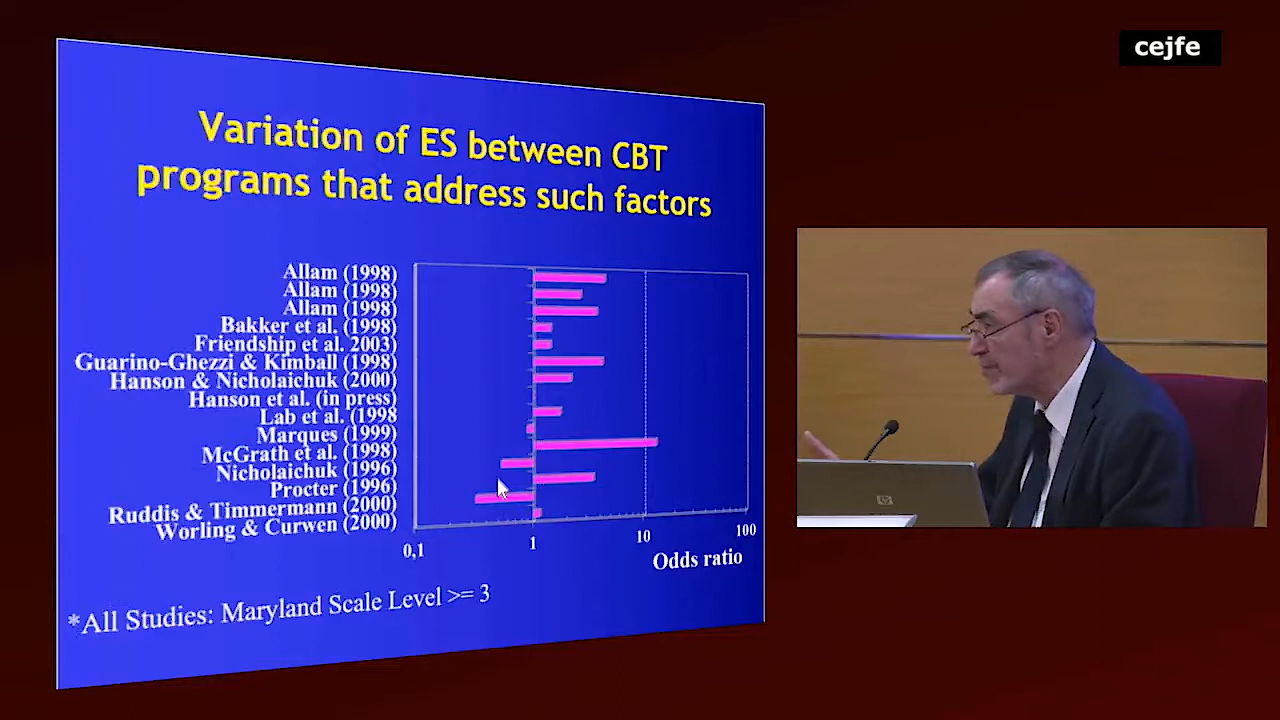 cejfe
Variation of ES between CBT
programs that address such factors
Allam (1998)
Allam (1998)
Allam (1998)
Bakker et al. (1998)
Friendship et al. 2003)
Guarino-Ghezzi & Kimball (1998)
Hanson & Nicholaichuk (2000)
Hanson et al. (in press)
Lab et al. (1998
Marques (1999)
McGrath et al. (1998)
Nicholaichuk (1996)
Procter (1996)
Ruddis & Timmermann (2000)
Worling & Curwen (2000)
0,1 1 10 100
Odds ratio
*All Studies: Maryland Scale Level >= 3
hp